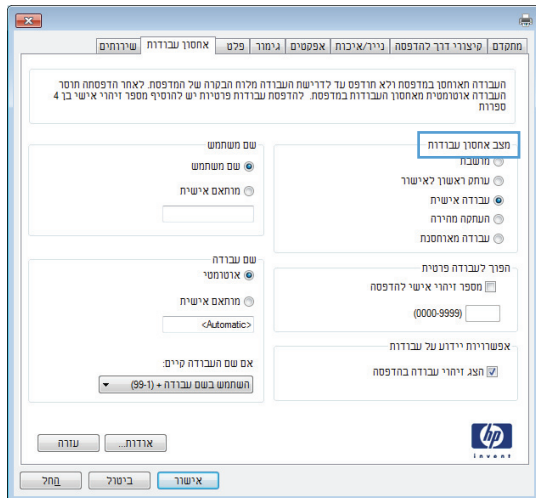 מתקדם
קיצורי דרך להדפסה
נייר/איכות
אפקטים
גימור
פלט
אחסון עבודות
שירותים
העבודה תאוחסן במדפסת ולא תודפס עד לדרישת העבודה מלוח הבקרה של המדפסת. לאחר הדפסתה תוסר
העבודה אוטומטית מאחסון העבודות במדפסת. להדפסת עבודות פרטיות יש להוסיף מספר זיהוי אישי בן 4
ספרות
מצב אחסון עבודות
מושבת
עותק ראשון לאישור
עבודה אישית
העתקה מהירה
עבודה מאוחסנת
הפוך לעבודה פרטית
מספר זיהוי אישי להדפסה
(0000-9999)
אפשרויות יידוע על עבודות
הצג זיהוי עבודה בהדפסה
שם משתמש
שם משתמש
מותאם אישית
שם עבודה
אוטומטי
מותאם אישית
<Automatic>
אם שם העבודה קיים:
השתמש בשם עבודה + (1-99)
hp
invent
אודות...
עזרה
אישור
ביטול
החל